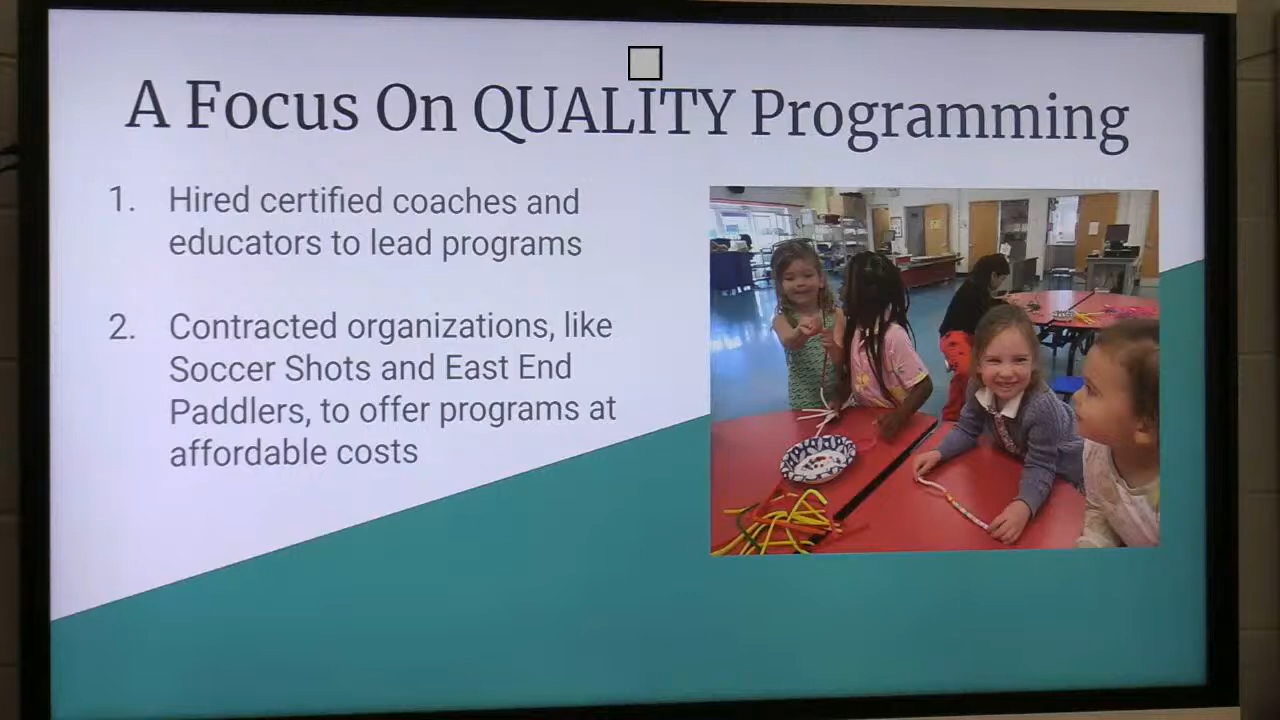 A Focus On QUALITY Programming
1. Hired certified coaches and
educators to lead programs
2. Contracted organizations, like
Soccer Shots and East End
Paddlers, to offer programs at
affordable costs